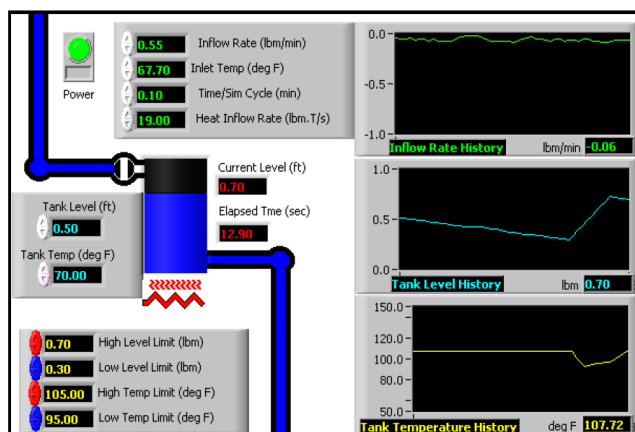 Power
0.55 Inflow Rate (lbm/min)
67.70 Inlet Temp (deg F)
0.10 Time/Sim Cycle (min)
19.00 Heat Inflow Rate (lbm.T/s)
0.0
-0.5
-1.0
Inflow Rate History lbm/min -0.06
Current Level (ft)
0.70
Elapsed Tme (sec)
12.90
Tank Level (ft)
0.50
Tank Temp (deg F)
70.00
1.0
0.5
0.0
Tank Level History lbm 0.70
0.70 High Level Limit (lbm)
0.30 Low Level Limit (lbm)
105.00 High Temp Limit (deg F)
95.00 Low Temp Limit (deg F)
150.0
120.0
100.0
80.0
50.0
Tank Temperature History deg F 107.72